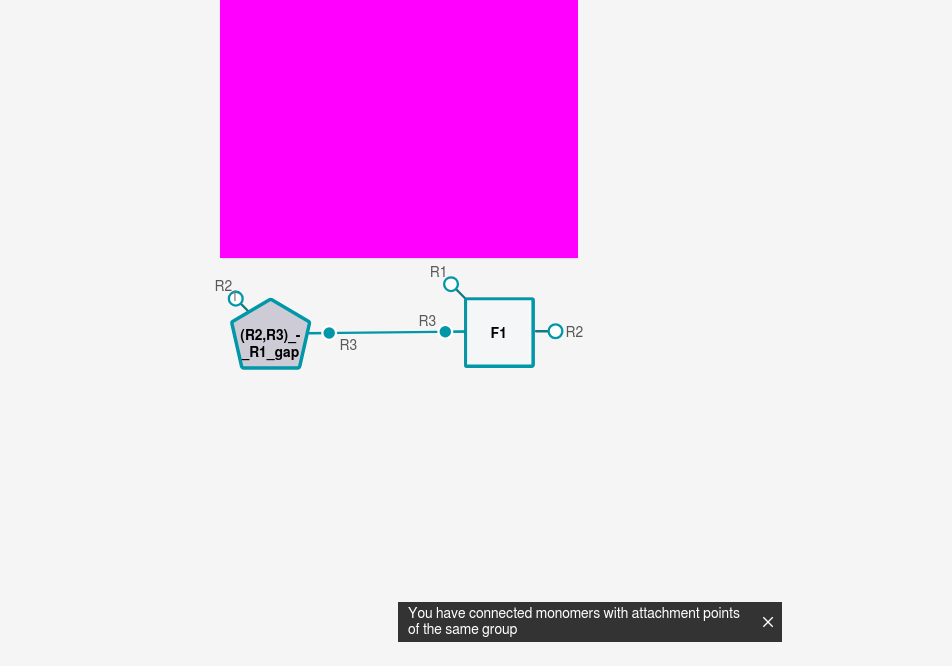 R1
R2
R3
(R2,R3)_-
_R1_gap
R3
F1
R2
You have connected monomers with attachment points
of the same group